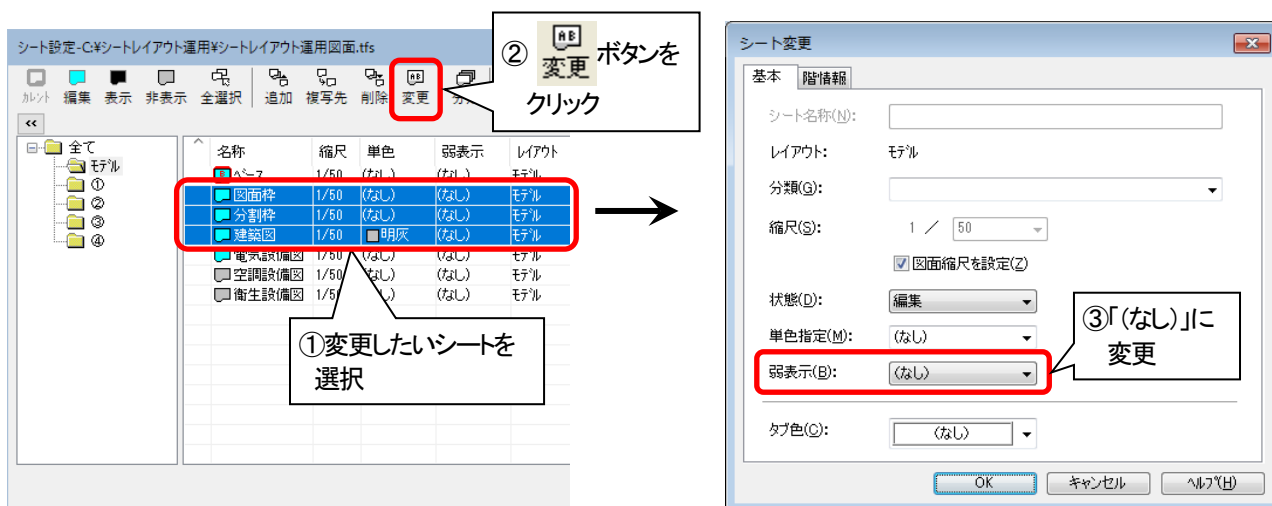 シート設定-C:¥シートレイアウト運用¥シートレイアウト運用図面.tfs
カレント 編集 表示 非表示 全選択 追加 複写先 削除 変更
<<
全て
モデル
①
②
③
④
名称 縮尺 単色 弱表示 レイアウト
ベース 1/50 (なし) (なし) モデル
図面枠 1/50 (なし) (なし) モデル
分割枠 1/50 (なし) (なし) モデル
建築図 1/50 明灰 (なし) モデル
電気設備図 1/50 (なし) (なし) モデル
空調設備図 1/50 (なし) (なし) モデル
衛生設備図 1/50 (なし) モデル
①変更したいシートを
選択
② AB 変更 ボタンを
クリック
シート変更
基本 階情報
シート名称(N):
レイアウト: モデル
分類(G):
縮尺(S): 1 ／ 50
図面縮尺を設定(Z)
状態(D): 編集
単色指定(M): (なし)
弱表示(B): (なし)
タブ色(C): (なし)
OK キャンセル ヘルプ(H)
③「(なし)」に
変更